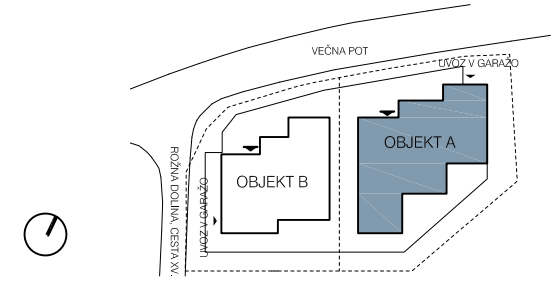 VEČNA POT
UVOZ V GARAŽO
OBJEKT A
OBJEKT B
ROŽNA DOLINA, CESTA XV.
UVOZ V GARAŽO